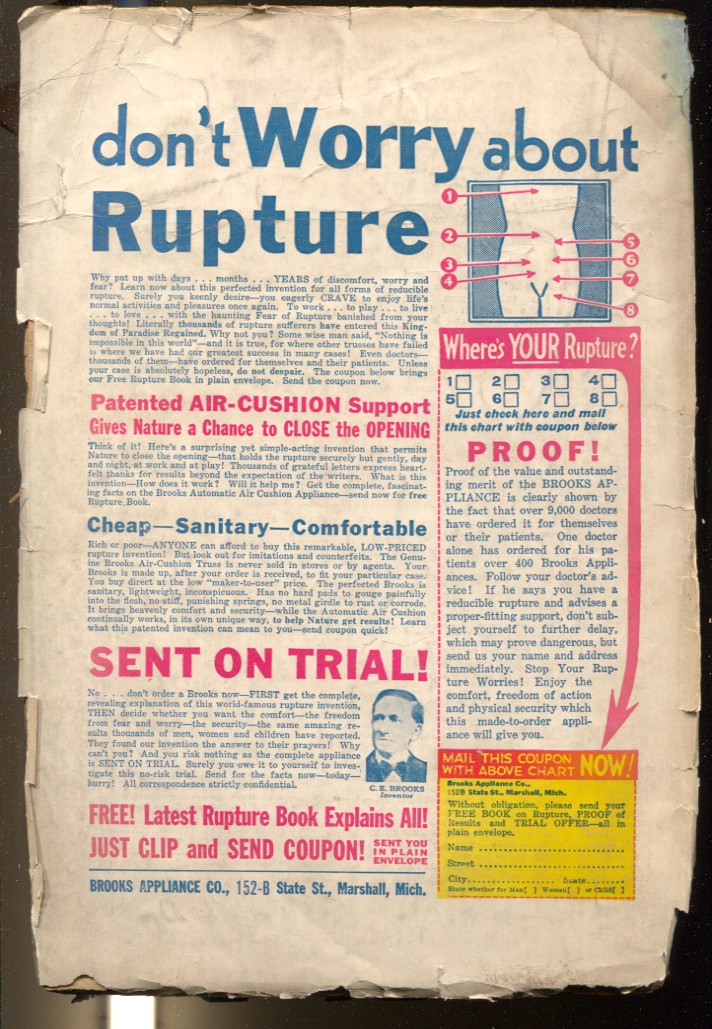 don't Worry about
Rupture
Why put up with days . . . months . . . YEARS of discomfort, worry and
fear? Learn now about this perfected invention for all forms of reducible
rupture. Surely you keenly desire—you eagerly CRAVE to enjoy life's
normal activities and pleasures once again. To work . . . to play . . . to live
. . . to love . . . with the haunting Fear of Rupture banished from your
thoughts! Literally thousands of rupture sufferers have entered this King-
dom of Paradise Regained. Why not you? Some wise man said, "Nothing is
impossible in this world"—and it is true, for where other trusses have failed
is where we have had our greatest success in many cases! Even doctors—
thousands of them—have ordered for themselves and their patients. Unless
your case is absolutely hopeless, do not despair. The coupon below brings
our Free Rupture Book in plain envelope. Send the coupon now.
Patented AIR-CUSHION Support
Gives Nature a Chance to CLOSE the OPENING
Think of it! Here's a surprising yet simple-acting invention that permits
Nature to close the opening—that holds the rupture securely but gently, day
and night, at work and at play! Thousands of grateful letters express heart-
felt thanks for results beyond the expectation of the writers. What is this
invention—How does it work? Will it help me? Get the complete, fascinat-
ing facts on the Brooks Automatic Air Cushion Appliance—send now for free
Rupture Book.
Cheap—Sanitary—Comfortable
Rich or poor—ANYONE can afford to buy this remarkable, LOW-PRICED
rupture invention! But look out for imitations and counterfeits. The Genu-
ine Brooks Air-Cushion Truss is never sold in stores or by agents. Your
Brooks is made up, after your order is received, to fit your particular case.
You buy direct at the low "maker-to-user" price. The perfected Brooks is
sanitary, lightweight, inconspicuous. Has no hard pads to gouge painfully
into the flesh, no stiff, punishing springs, no metal girdle to rust or corrode.
It brings heavenly comfort and security—while the Automatic Air Cushion
continually works, in its own unique way, to help Nature get results! Learn
what this patented invention can mean to you—send coupon quick!
SENT ON TRIAL!
No . . . don't order a Brooks now—FIRST get the complete,
revealing explanation of this world-famous rupture invention,
THEN decide whether you want the comfort—the freedom
from fear and worry—the security—the same amazing re-
sults thousands of men, women and children have reported.
They found our invention the answer to their prayers! Why
can't you? And you risk nothing as the complete appliance
is SENT ON TRIAL. Surely you owe it to yourself to inves-
tigate this no-risk trial. Send for the facts now—today—
hurry! All correspondence strictly confidential.
C. E. BROOKS
Inventor
FREE! Latest Rupture Book Explains All!
JUST CLIP and SEND COUPON!
SENT YOU
IN PLAIN
ENVELOPE
BROOKS APPLIANCE CO., 152-B State St., Marshall, Mich.
1
2
3
4
5
6
7
8
Where's YOUR Rupture?
1 2 3 4
5 6 7 8
Just check here and mail
this chart with coupon below
PROOF!
Proof of the value and outstand-
ing merit of the BROOKS AP-
PLIANCE is clearly shown by
the fact that over 9,000 doctors
have ordered it for themselves
or their patients. One doctor
alone has ordered for his pa-
tients over 400 Brooks Appli-
ances. Follow your doctor's ad-
vice! If he says you have a
reducible rupture and advises a
proper-fitting support, don't sub-
ject yourself to further delay,
which may prove dangerous, but
send us your name and address
immediately. Stop Your Rup-
ture Worries! Enjoy the
comfort, freedom of action
and physical security which
this made-to-order appli-
ance will give you.
MAIL THIS COUPON
WITH ABOVE CHART NOW!
Brooks Appliance Co.,
152B State St., Marshall, Mich.
Without obligation, please send your
FREE BOOK on Rupture, PROOF of
Results and TRIAL OFFER—all in
plain envelope.
Name ..............................
Street ..............................
City.................. State........
State whether for Man[ ] Woman[ ] or Child[ ]